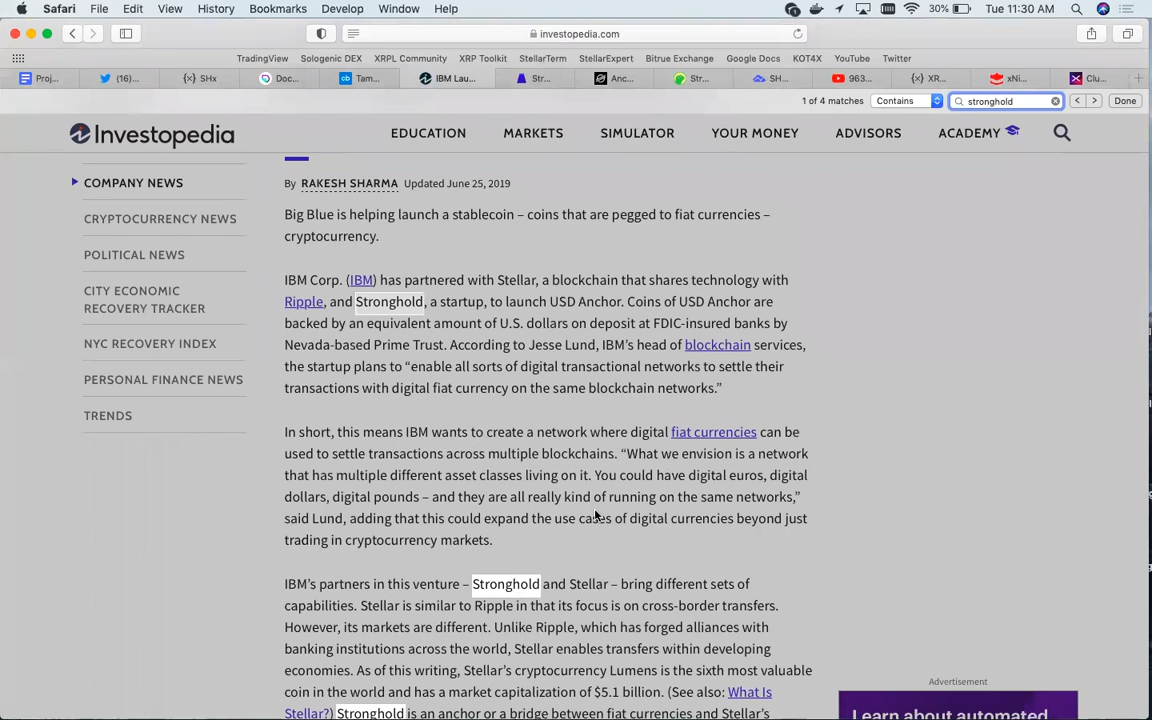 Safari File Edit View History Bookmarks Develop Window Help 30% Tue 11:30 AM
investopedia.com
TradingView Sologenic DEX XRPL Community XRP Toolkit StellarTerm StellarExpert Bitrue Exchange Google Docs KOT4X YouTube Twitter
Proj... (16)... {x} SHx Doc... Tam... IBM Lau... Str... Anc... Str... SH... 963... {x} XR... xNi... Clu...
1 of 4 matches Contains stronghold Done
Investopedia EDUCATION MARKETS SIMULATOR YOUR MONEY ADVISORS ACADEMY
COMPANY NEWS
CRYPTOCURRENCY NEWS
POLITICAL NEWS
CITY ECONOMIC
RECOVERY TRACKER
NYC RECOVERY INDEX
PERSONAL FINANCE NEWS
TRENDS
By RAKESH SHARMA Updated June 25, 2019
Big Blue is helping launch a stablecoin – coins that are pegged to fiat currencies –
cryptocurrency.
IBM Corp. (IBM) has partnered with Stellar, a blockchain that shares technology with
Ripple, and Stronghold, a startup, to launch USD Anchor. Coins of USD Anchor are
backed by an equivalent amount of U.S. dollars on deposit at FDIC-insured banks by
Nevada-based Prime Trust. According to Jesse Lund, IBM's head of blockchain services,
the startup plans to “enable all sorts of digital transactional networks to settle their
transactions with digital fiat currency on the same blockchain networks.”
In short, this means IBM wants to create a network where digital fiat currencies can be
used to settle transactions across multiple blockchains. “What we envision is a network
that has multiple different asset classes living on it. You could have digital euros, digital
dollars, digital pounds – and they are all really kind of running on the same networks,”
said Lund, adding that this could expand the use cases of digital currencies beyond just
trading in cryptocurrency markets.
IBM's partners in this venture – Stronghold and Stellar – bring different sets of
capabilities. Stellar is similar to Ripple in that its focus is on cross-border transfers.
However, its markets are different. Unlike Ripple, which has forged alliances with
banking institutions across the world, Stellar enables transfers within developing
economies. As of this writing, Stellar's cryptocurrency Lumens is the sixth most valuable
coin in the world and has a market capitalization of $5.1 billion. (See also: What Is
Stellar?) Stronghold is an anchor or a bridge between fiat currencies and Stellar's
Advertisement
Learn about automated